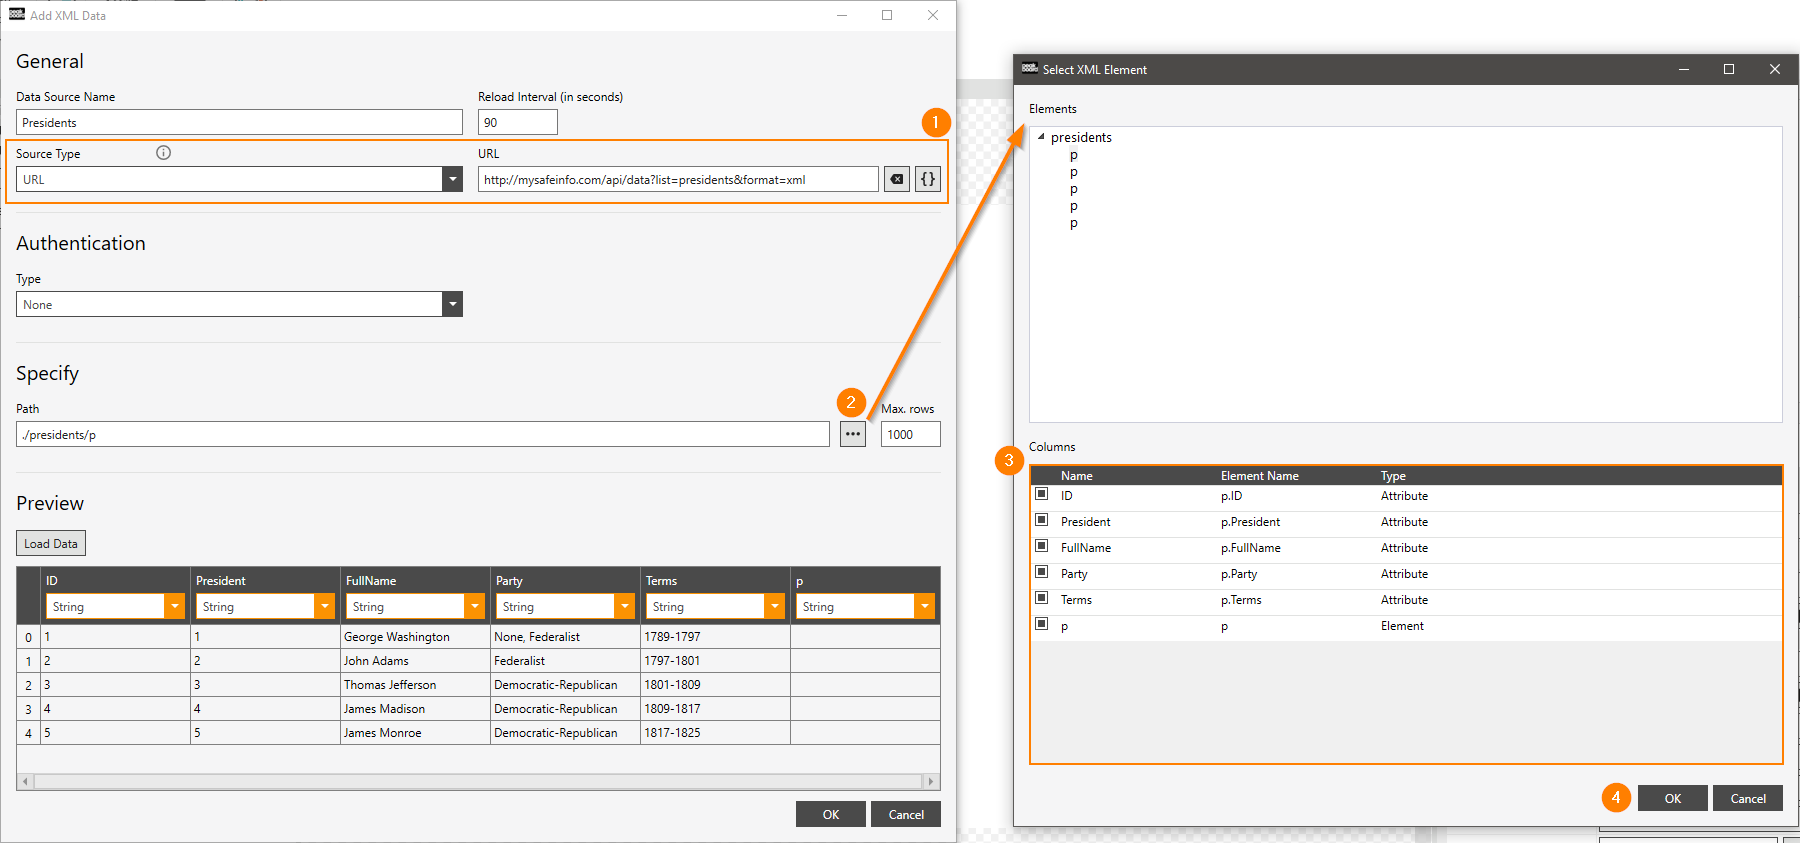 Add XML Data
General
Data Source Name
Reload Interval (in seconds)
Presidents
90
1
Source Type
URL
URL
http://mysafeinfo.com/api/data?list=presidents&format=xml
{}
Authentication
Type
None
Specify
2
Path
Max. rows
./presidents/p
•••
1000
Preview
Load Data
ID President FullName Party Terms p
String String String String String String
0 1 1 George Washington None, Federalist 1789-1797
1 2 2 John Adams Federalist 1797-1801
2 3 3 Thomas Jefferson Democratic-Republican 1801-1809
3 4 4 James Madison Democratic-Republican 1809-1817
4 5 5 James Monroe Democratic-Republican 1817-1825
OK Cancel
peak board Select XML Element
Elements
presidents
p
p
p
p
p
Columns
3
Name Element Name Type
ID p.ID Attribute
President p.President Attribute
FullName p.FullName Attribute
Party p.Party Attribute
Terms p.Terms Attribute
p p Element
4 OK Cancel